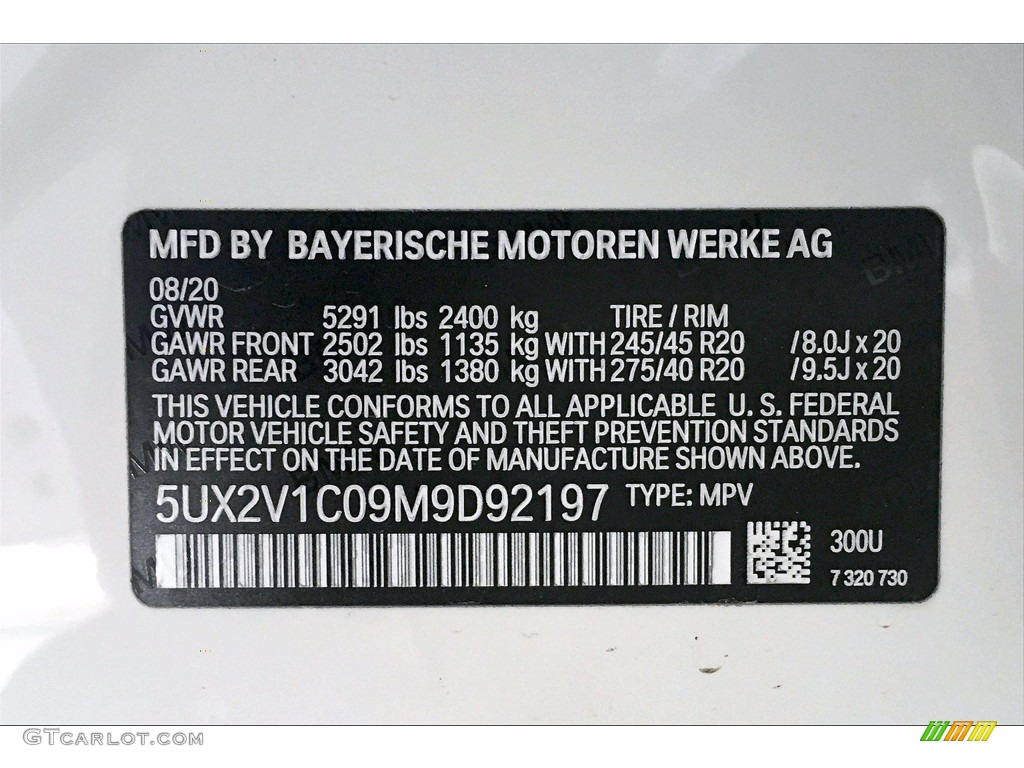 MFD BY BAYERISCHE MOTOREN WERKE AG
08/20
GVWR 5291 lbs 2400 kg TIRE / RIM
GAWR FRONT 2502 lbs 1135 kg WITH 245/45 R20 /8.0J x 20
GAWR REAR 3042 lbs 1380 kg WITH 275/40 R20 /9.5J x 20
THIS VEHICLE CONFORMS TO ALL APPLICABLE U. S. FEDERAL
MOTOR VEHICLE SAFETY AND THEFT PREVENTION STANDARDS
IN EFFECT ON THE DATE OF MANUFACTURE SHOWN ABOVE.
5UX2V1C09M9D92197 TYPE: MPV
300U
7 320 730
GTCARLOT.COM